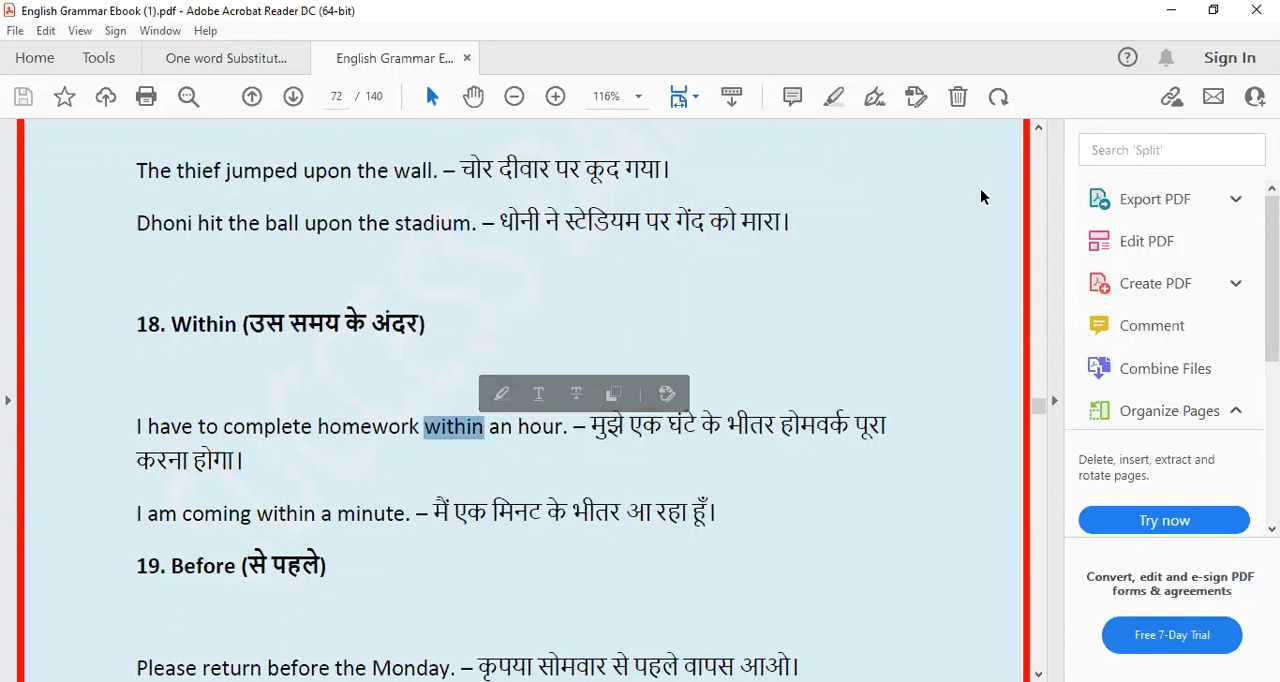 English Grammar Ebook (1).pdf - Adobe Acrobat Reader DC (64-bit)
File Edit View Sign Window Help
Home Tools One word Substitut... English Grammar E... × Sign In
72 / 140 116%
The thief jumped upon the wall. – चोर दीवार पर कूद गया।
Dhoni hit the ball upon the stadium. – धोनी ने स्टेडियम पर गेंद को मारा।
18. Within (उस समय के अंदर)
I have to complete homework within an hour. – मुझे एक घंटे के भीतर होमवर्क पूरा
करना होगा।
I am coming within a minute. – मैं एक मिनट के भीतर आ रहा हूँ।
19. Before (से पहले)
Please return before the Monday. – कृपया सोमवार से पहले वापस आओ।
Search 'Split'
Export PDF
Edit PDF
Create PDF
Comment
Combine Files
Organize Pages
Delete, insert, extract and
rotate pages.
Try now
Convert, edit and e-sign PDF
forms & agreements
Free 7-Day Trial